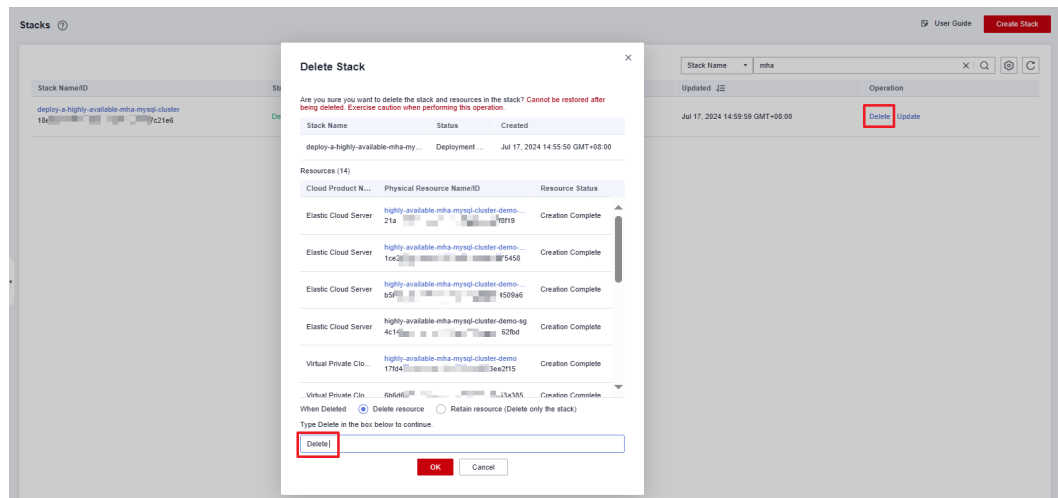 Stacks
User Guide
Create Stack
Delete Stack
Stack Name
mha
Stack Name/ID
Updated
Operation
Are you sure you want to delete the stack and resources in the stack? Cannot be restored after
being deleted. Exercise caution when performing this operation.
deploy-a-highly-available-mha-mysql-cluster
Jul 17, 2024 14:59:59 GMT+08:00
Delete Update
Stack Name Status Created
deploy-a-highly-available-mha-my... Deployment ... Jul 17, 2024 14:55:50 GMT+08:00
Resources (14)
Cloud Product N... Physical Resource Name/ID Resource Status
Elastic Cloud Server highly-available-mha-mysql-cluster-demo-... Creation Complete
Elastic Cloud Server highly-available-mha-mysql-cluster-demo-... Creation Complete
Elastic Cloud Server highly-available-mha-mysql-cluster-demo-... Creation Complete
Elastic Cloud Server highly-available-mha-mysql-cluster-demo-sg Creation Complete
Virtual Private Clo... highly-available-mha-mysql-cluster-demo Creation Complete
Virtual Private Clo... Creation Complete
When Deleted Delete resource Retain resource (Delete only the stack)
Type Delete in the box below to continue.
Delete
OK Cancel